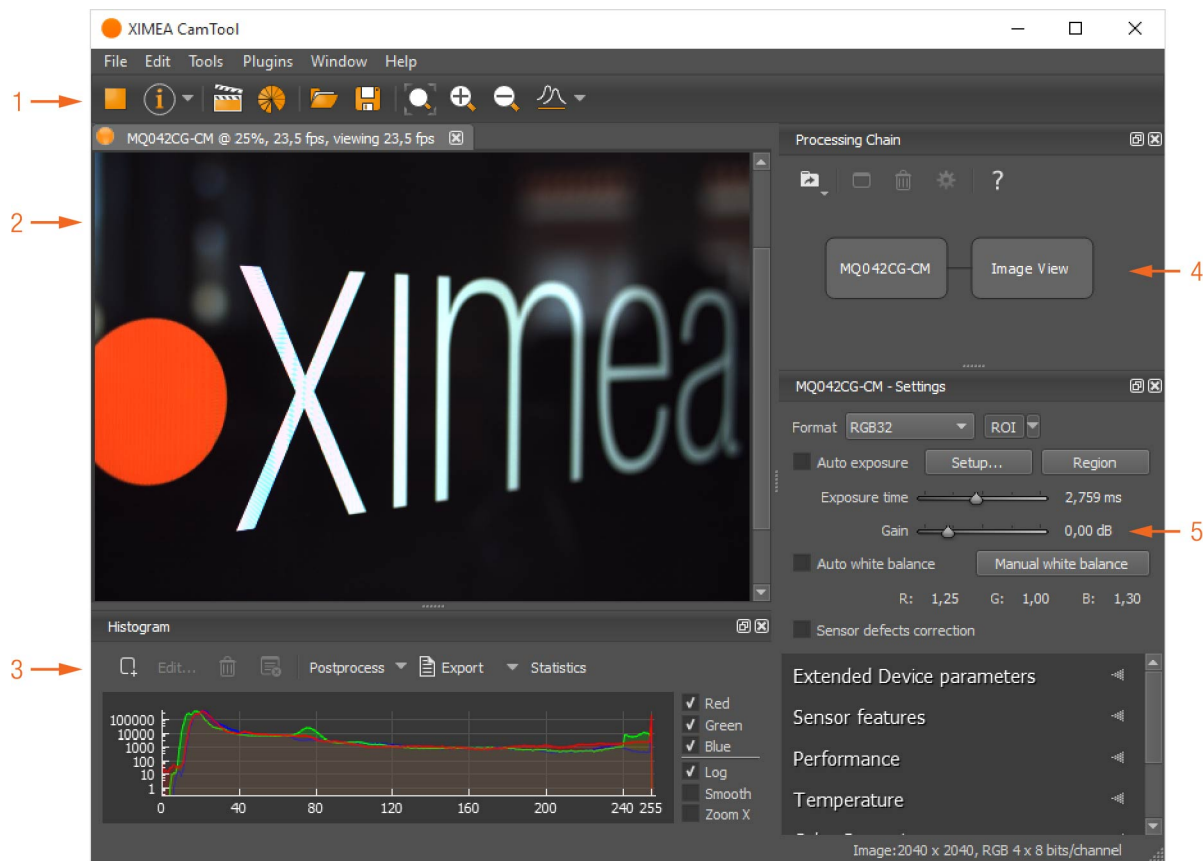 XIMEA CamTool
File Edit Tools Plugins Window Help
1
MQ042CG-CM @ 25%, 23,5 fps, viewing 23,5 fps
2
XImea
Processing Chain
?
MQ042CG-CM Image View
4
MQ042CG-CM - Settings
Format RGB32 ROI
Auto exposure Setup... Region
Exposure time 2,759 ms
Gain 0,00 dB
5
Auto white balance Manual white balance
R: 1,25 G: 1,00 B: 1,30
Sensor defects correction
Extended Device parameters
Sensor features
Performance
Temperature
Histogram
3
Edit... Postprocess Export Statistics
100000
10000
1000
100
10
1
0 40 80 120 160 200 240 255
Red
Green
Blue
Log
Smooth
Zoom X
Image:2040 x 2040, RGB 4 x 8 bits/channel